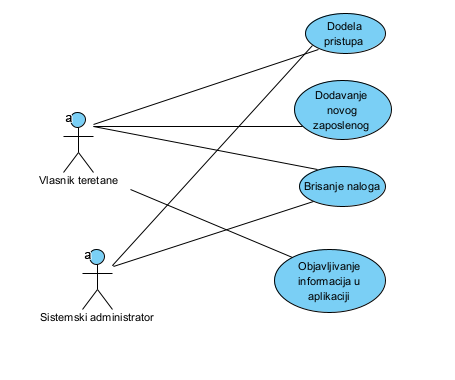 Dodela
pristupa
Dodavanje
novog
zaposlenog
a
Vlasnik teretane
Brisanje naloga
a
Sistemski administrator
Objavljivanje
informacija u
aplikaciji